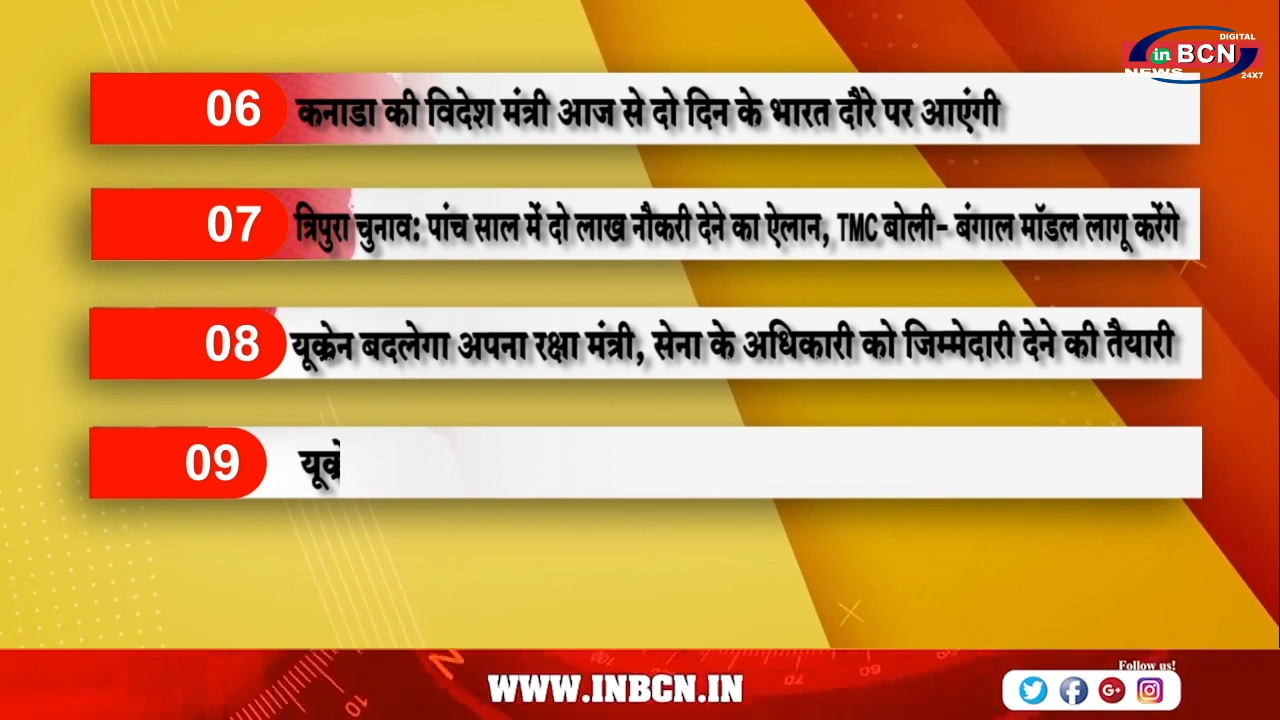 DIGITAL
in BCN
NEWS 24X7
06 कनाडा की विदेश मंत्री आज से दो दिन के भारत दौरे पर आएंगी
07 त्रिपुरा चुनाव: पांच साल में दो लाख नौकरी देने का ऐलान, TMC बोली- बंगाल मॉडल लागू करेंगे
08 यूक्रेन बदलेगा अपना रक्षा मंत्री, सेना के अधिकारी को जिम्मेदारी देने की तैयारी
09
WWW.INBCN.IN
Follow us!